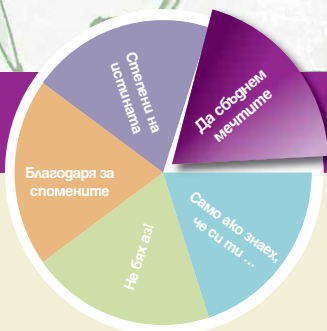 Степени на
истината
Да сбъднем
мечтите
Благодаря за
спомените
Само ако знаех,
че си ти ...
Не бях аз!